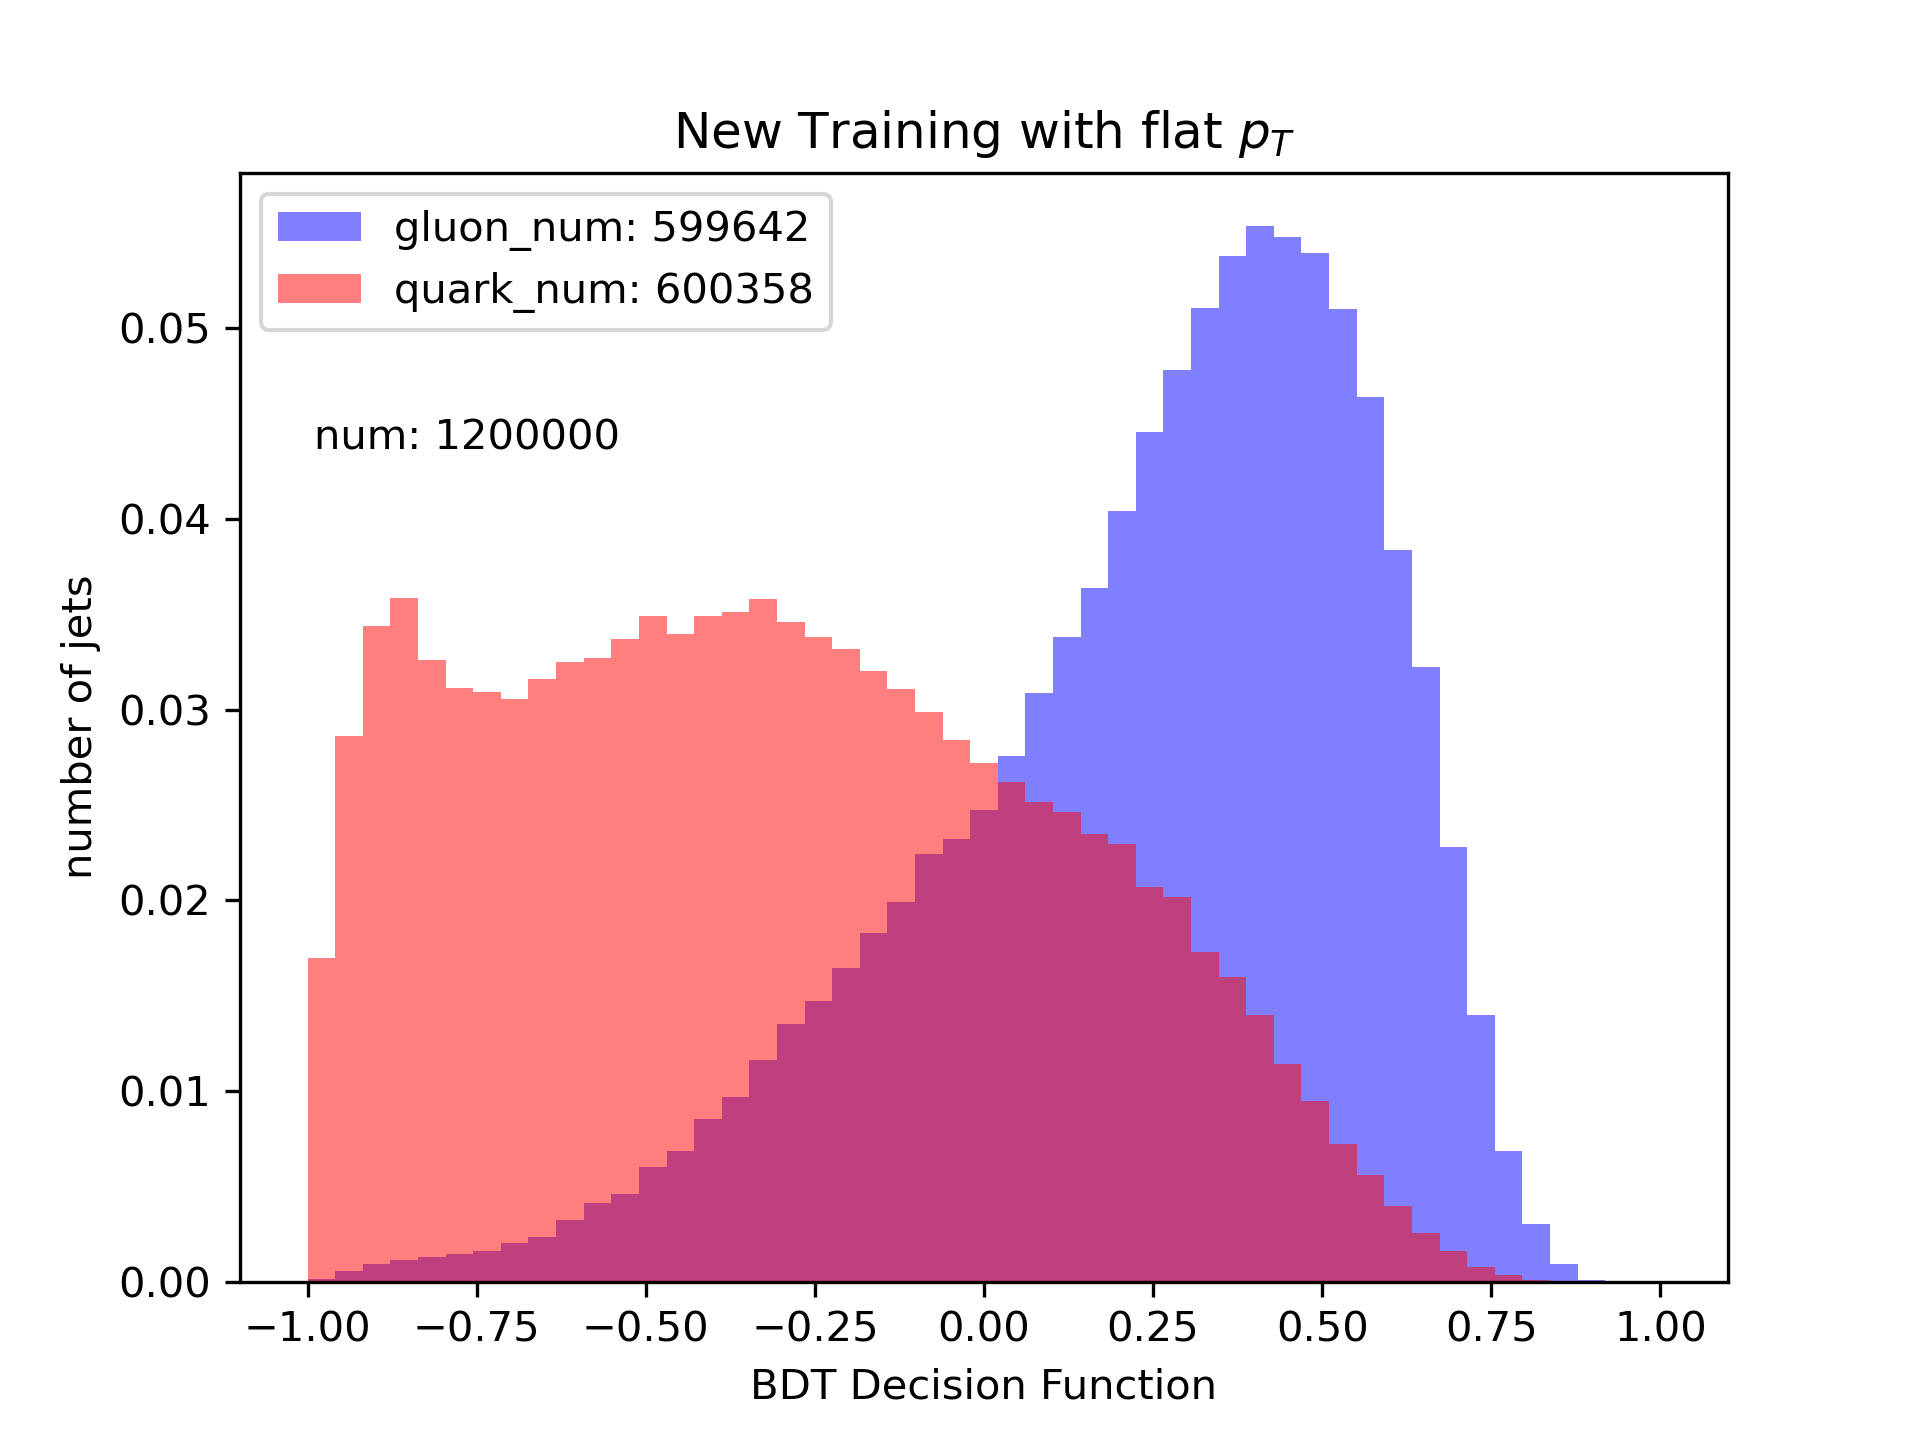 New Training with flat p_T
gluon_num: 599642
quark_num: 600358
num: 1200000
number of jets
0.05
0.04
0.03
0.02
0.01
0.00
−1.00 −0.75 −0.50 −0.25 0.00 0.25 0.50 0.75 1.00
BDT Decision Function